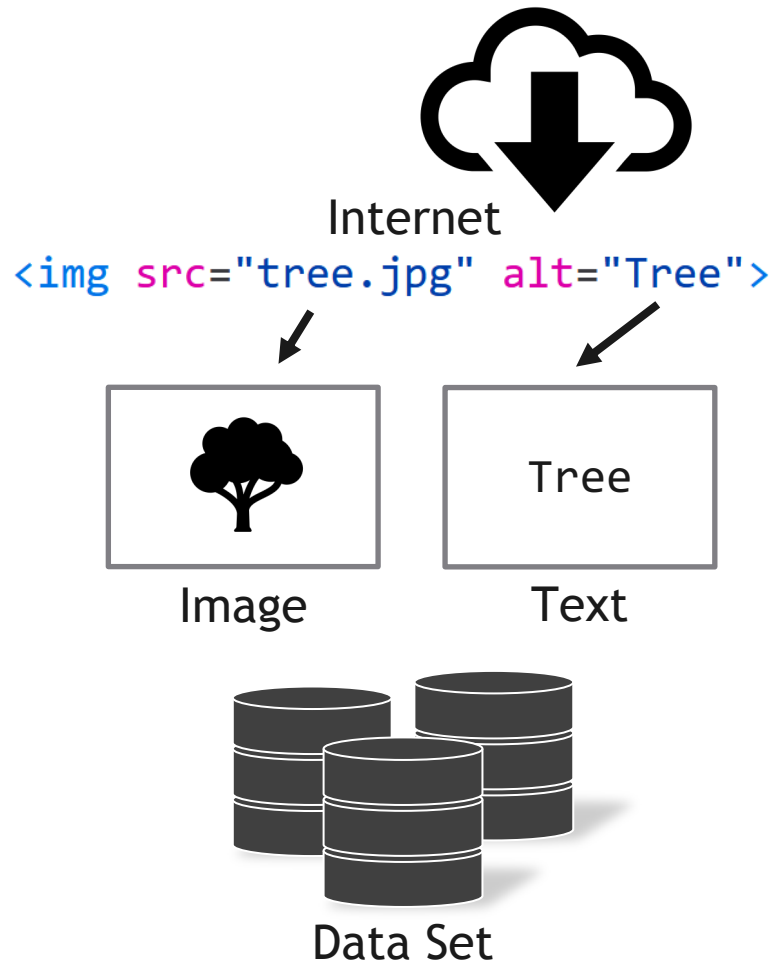 Internet
<img src="tree.jpg" alt="Tree">
Tree
Image
Text
Data Set